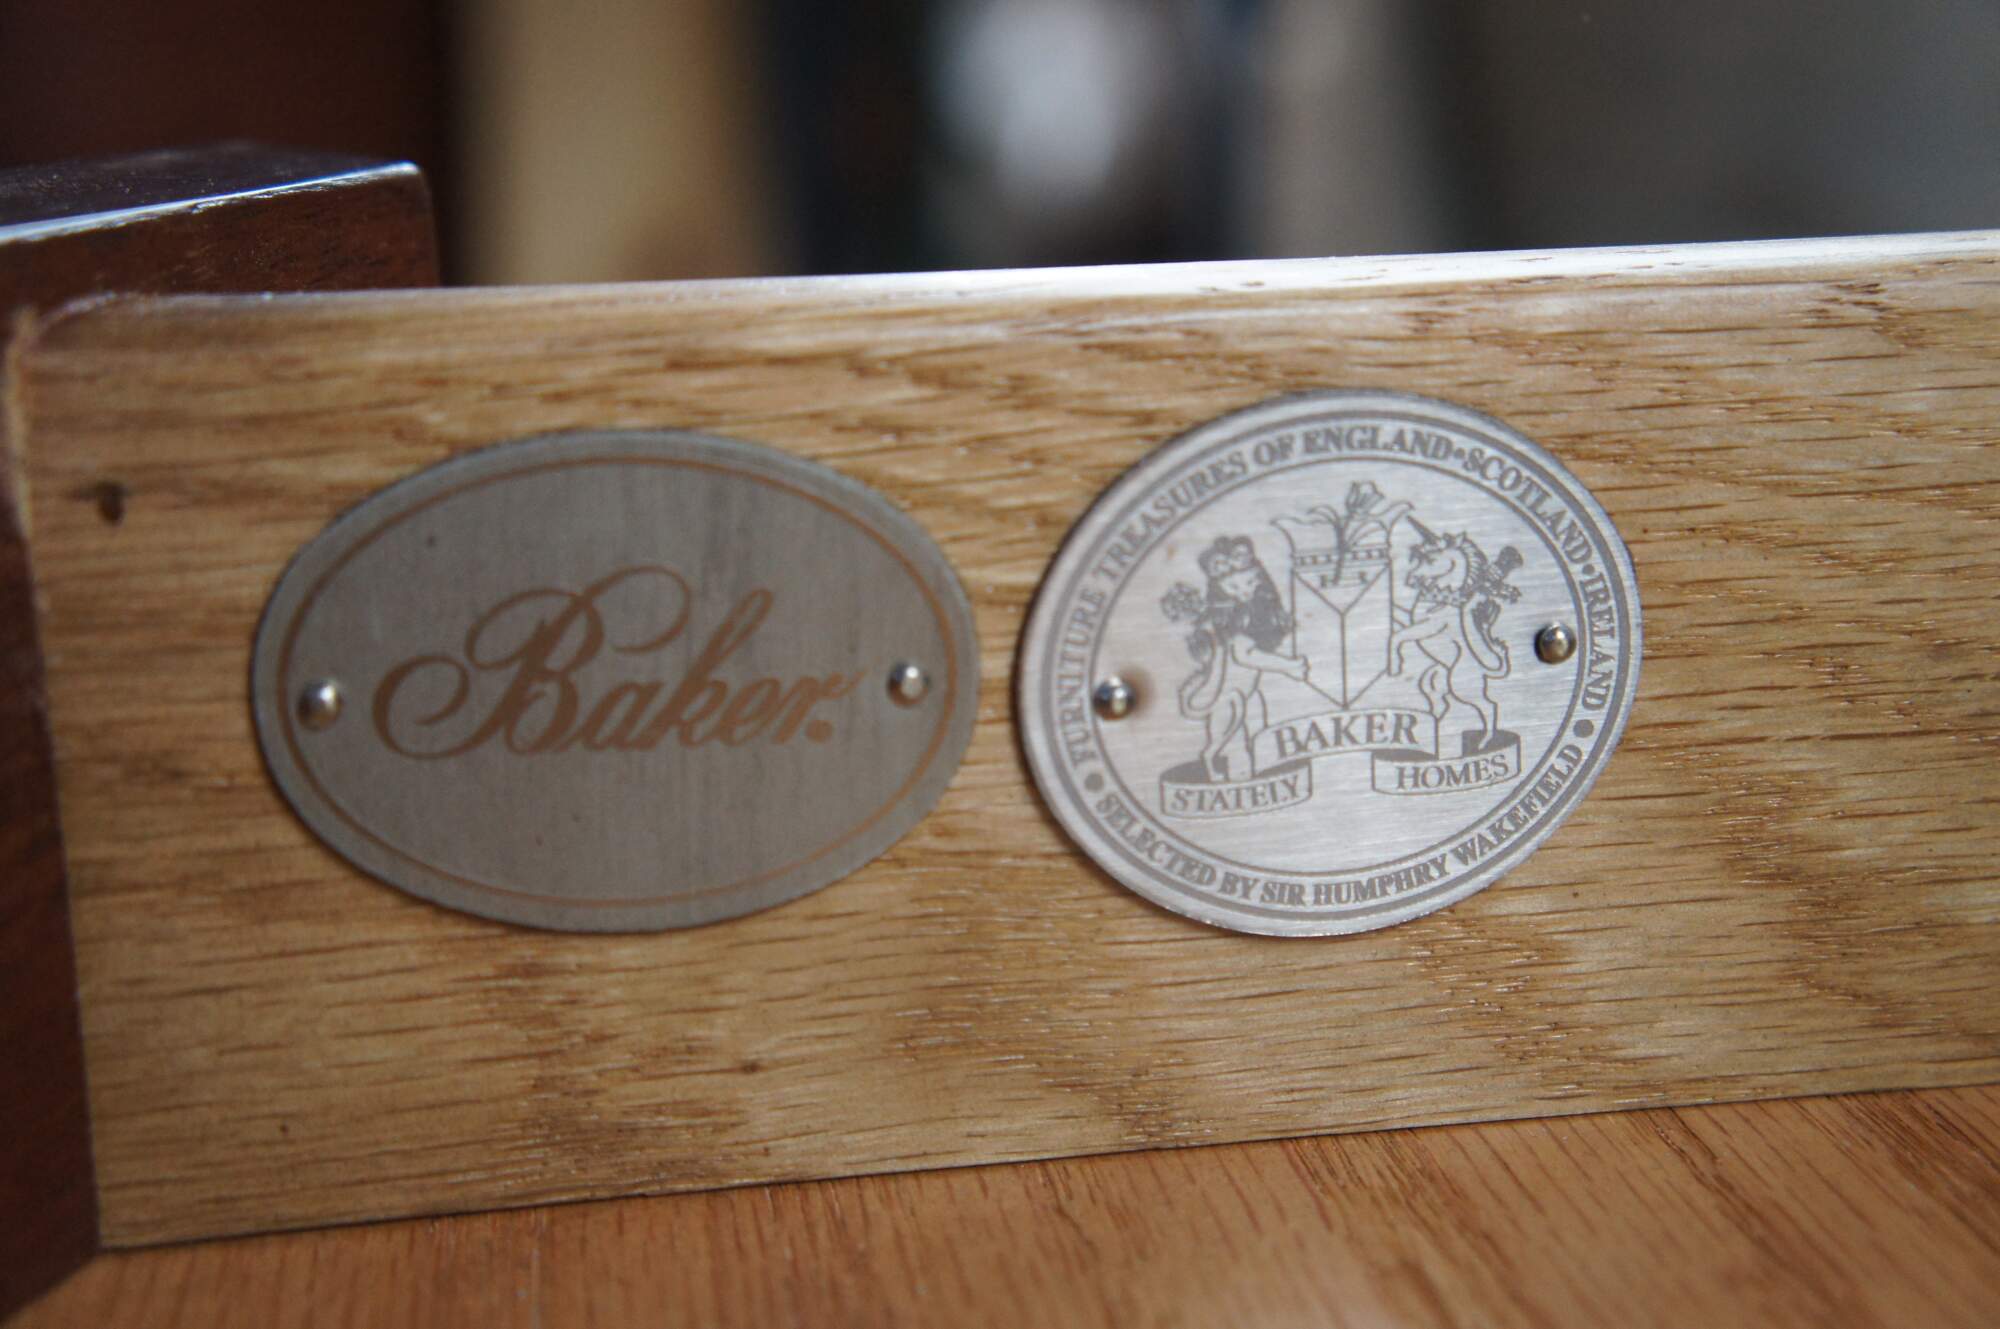 Baker.
FURNITURE TREASURES OF ENGLAND • SCOTLAND • IRELAND •
STATELY BAKER HOMES
• SELECTED BY SIR HUMPHRY WAKEFIELD